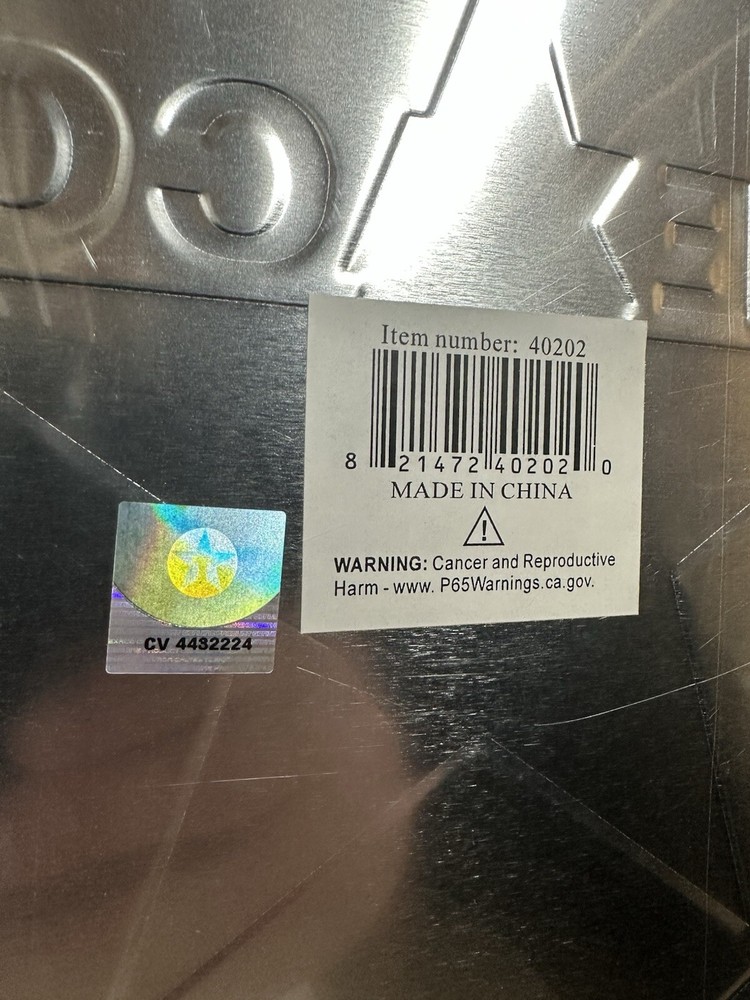 Item number: 40202
8 21472 40202 0
MADE IN CHINA
WARNING: Cancer and Reproductive
Harm - www. P65Warnings.ca.gov.
CV 4432224